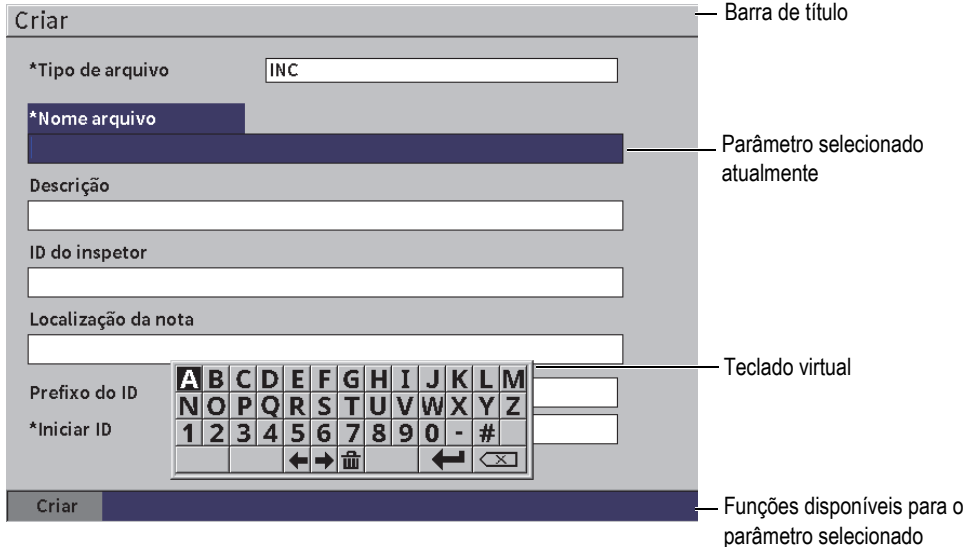 Criar
Barra de título
*Tipo de arquivo
INC
*Nome arquivo
Parâmetro selecionado
atualmente
Descrição
ID do inspetor
Localização da nota
Teclado virtual
Prefixo do ID
*Iniciar ID
A B C D E F G H I J K L M
N O P Q R S T U V W X Y Z
1 2 3 4 5 6 7 8 9 0 - #
Criar
Funções disponíveis para o
parâmetro selecionado